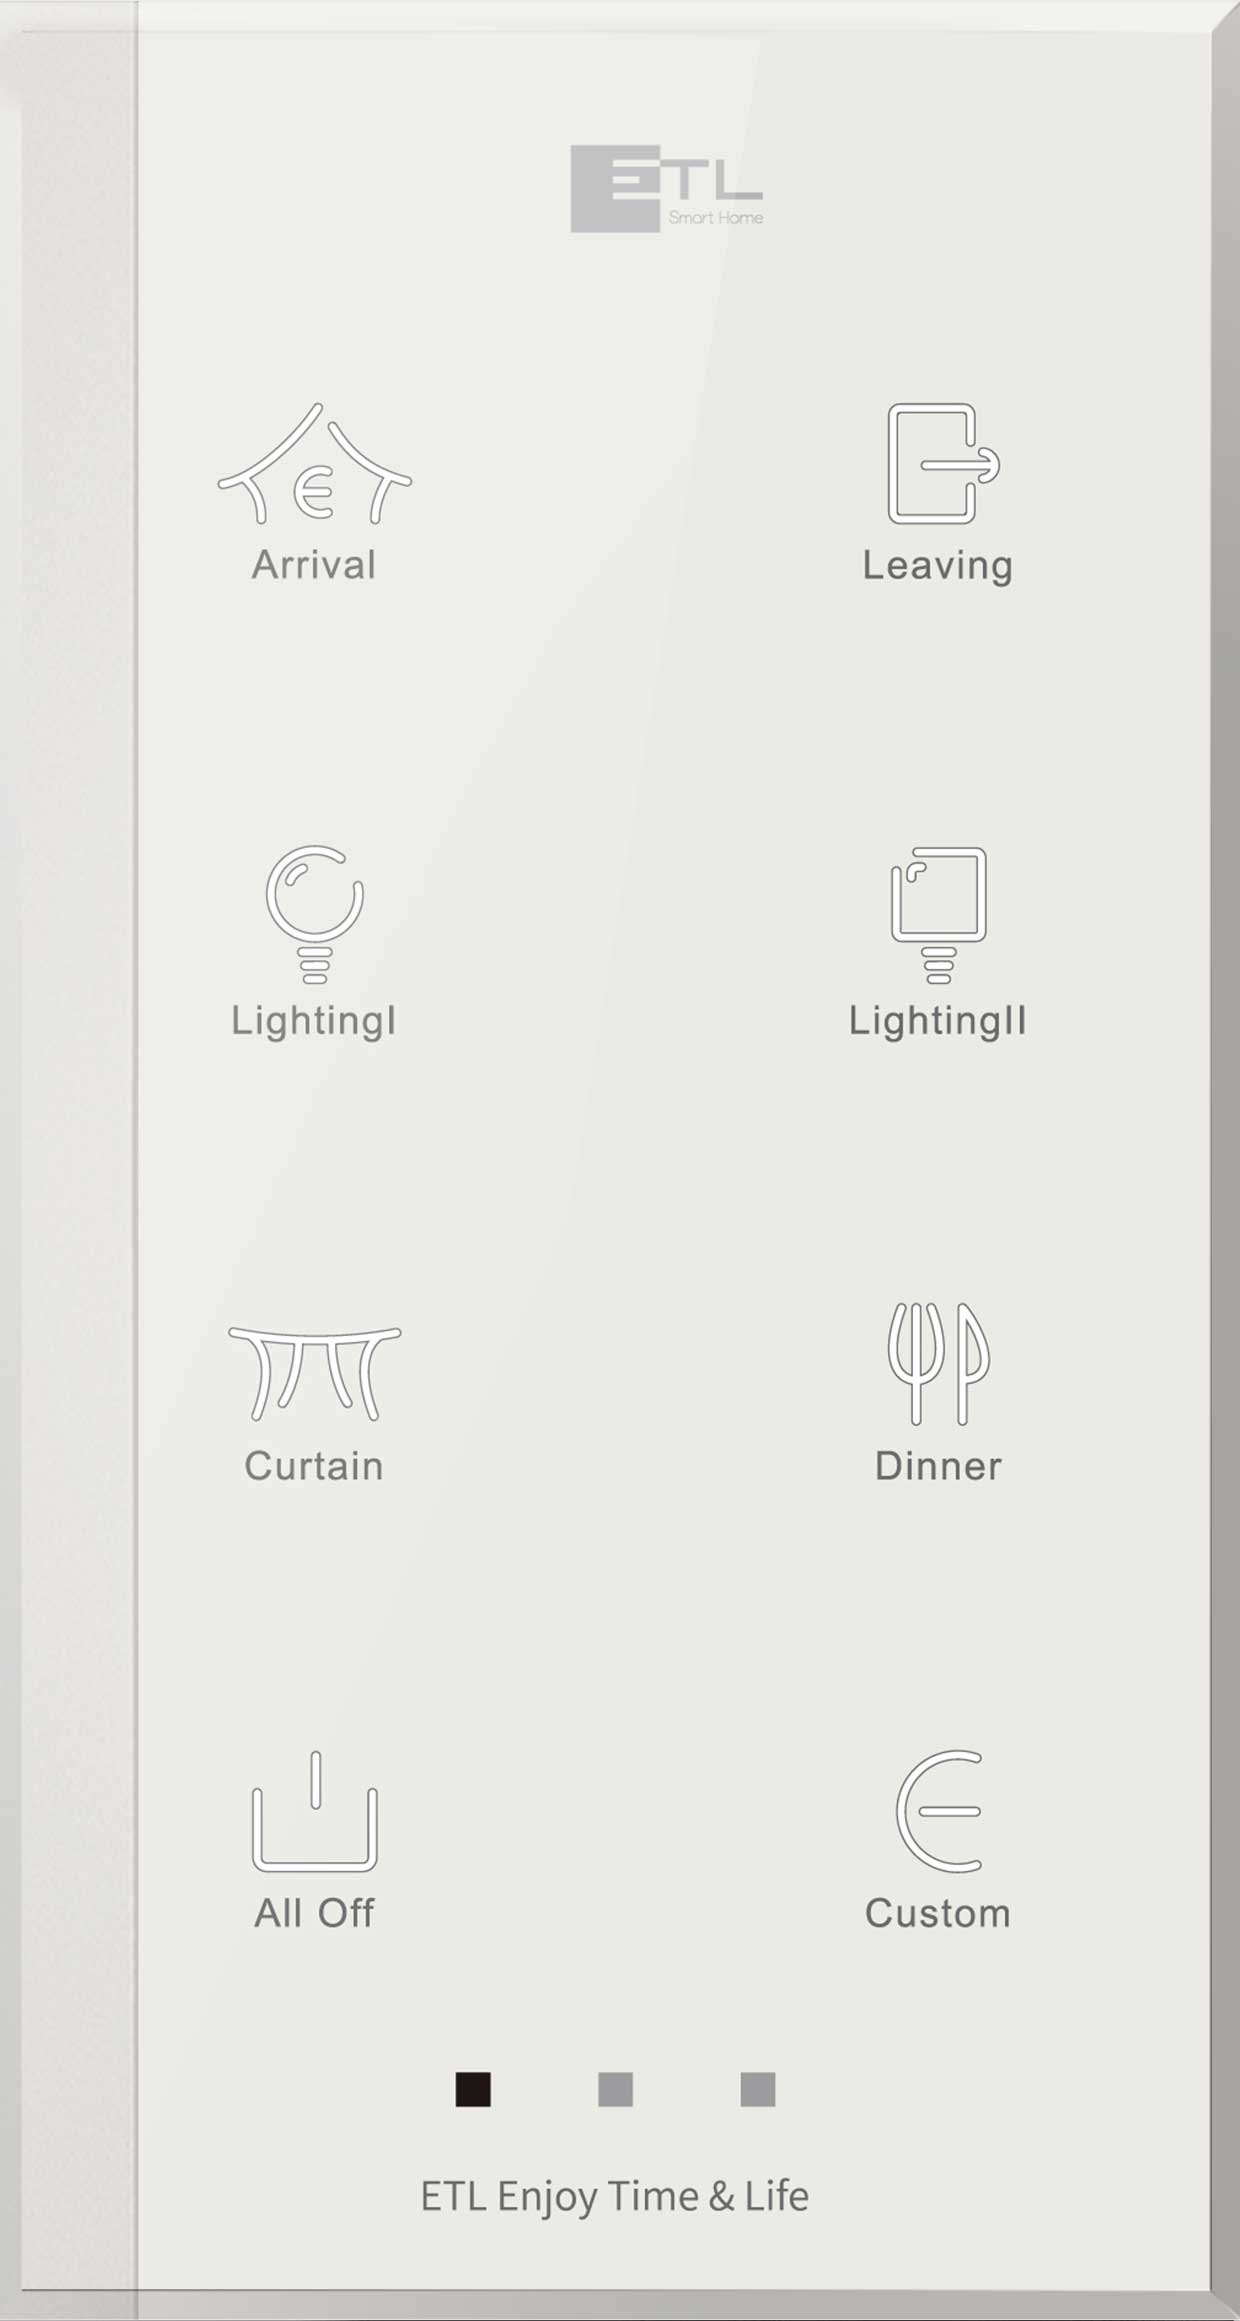 ETL
Smart Home
Arrival
Leaving
LightingI
LightingII
Curtain
Dinner
All Off
Custom
ETL Enjoy Time & Life